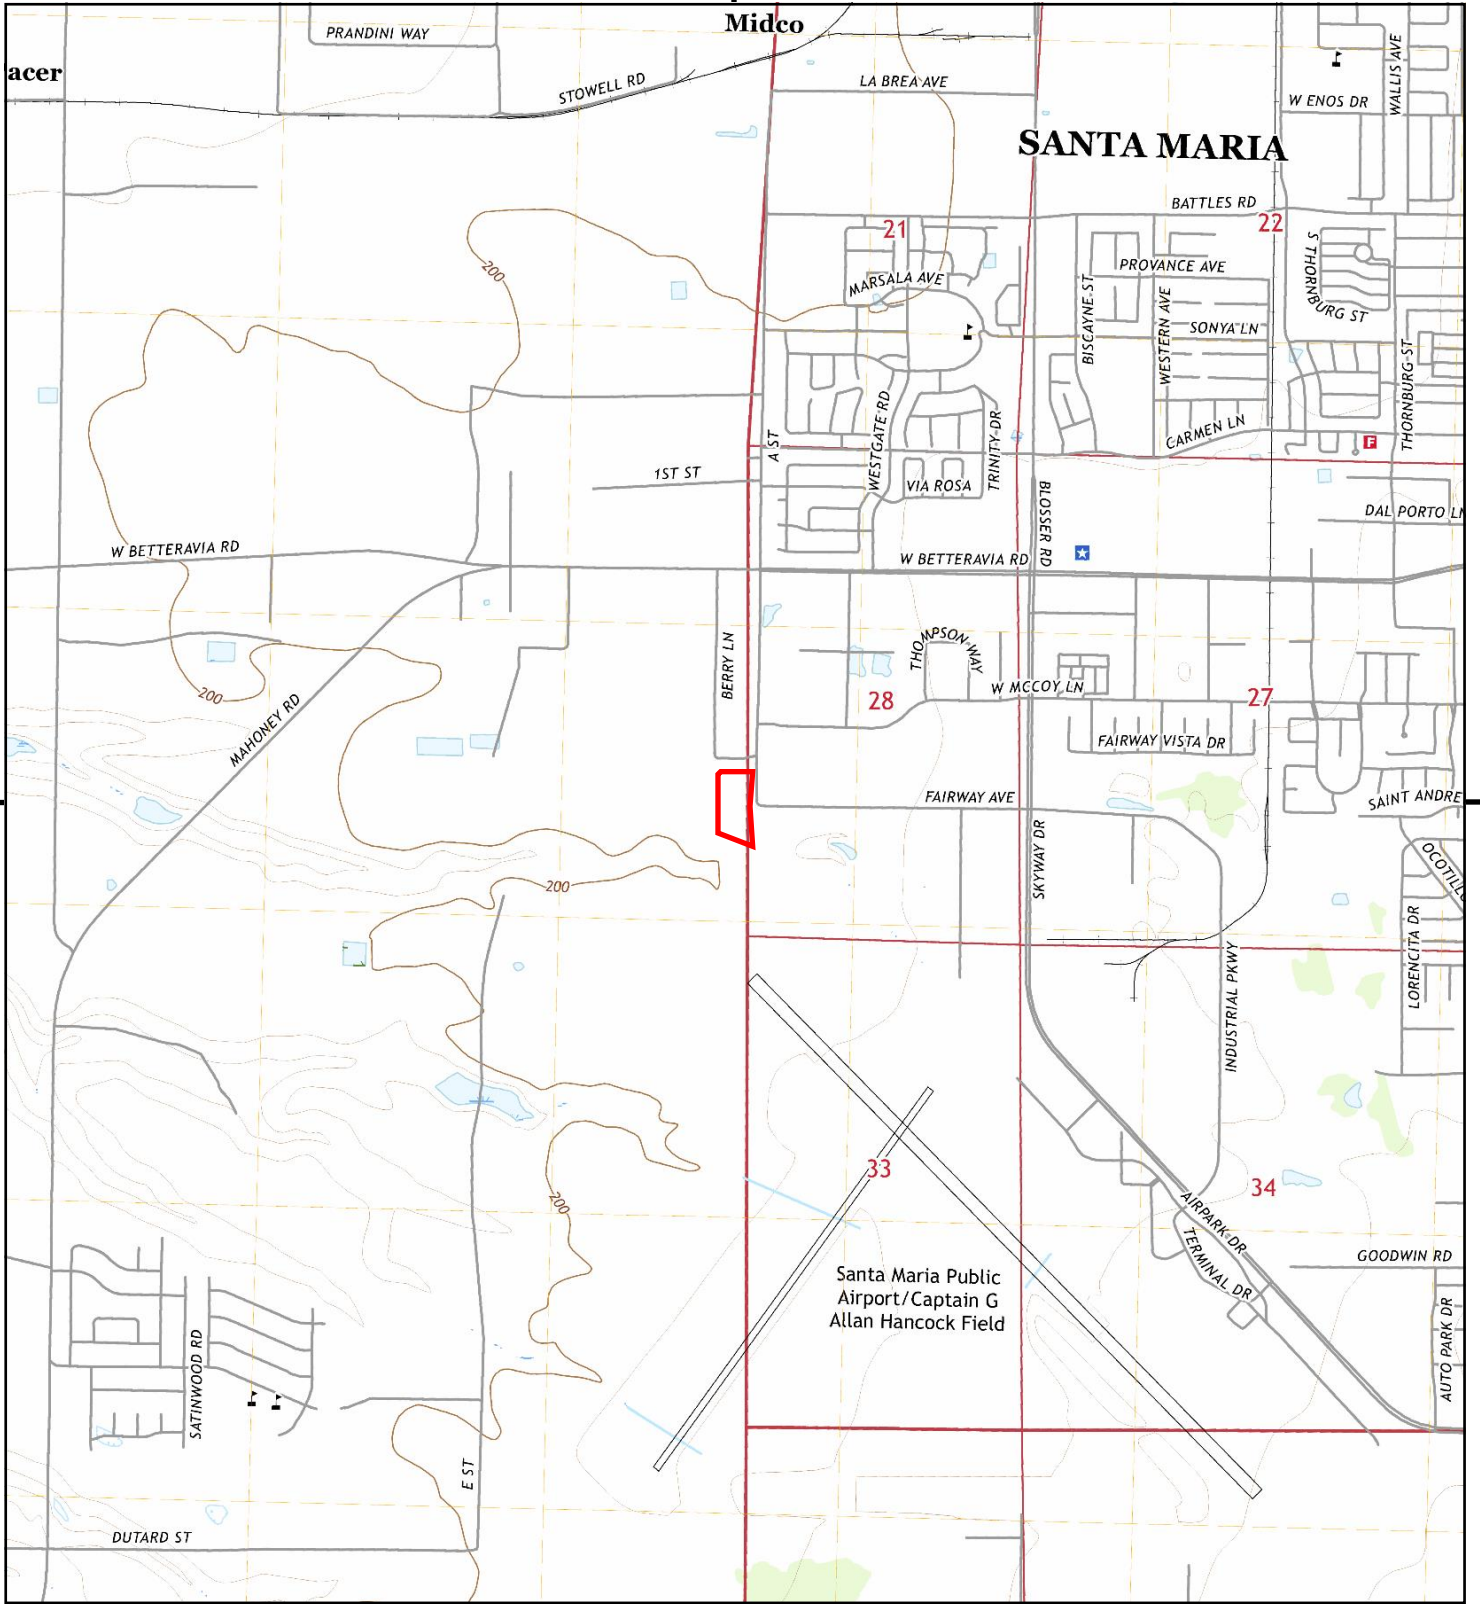 Midco
PRANDINI WAY
acer
STOWELL RD
LA BREA AVE
WALLIS AVE
W ENOS DR
SANTA MARIA
BATTLES RD
21
22
200
MARSALA AVE
PROVANCE AVE
S THORNBURG ST
BISCAYNE ST
WESTERN AVE
SONYA LN
THORNBURG ST
WESTGATE RD
TRINITY DR
A ST
CARMEN LN
F
1ST ST
VIA ROSA
BLOSSER RD
DAL PORTO LN
W BETTERAVIA RD
W BETTERAVIA RD
BERRY LN
THOMPSON WAY
W MCCOY LN
200
28
27
MAHONEY RD
FAIRWAY VISTA DR
FAIRWAY AVE
SAINT ANDRE
SKYWAY DR
OCOTILLO
200
LORENCITA DR
INDUSTRIAL PKWY
33
34
200
AIRPARK DR
TERMINAL DR
GOODWIN RD
Santa Maria Public
Airport/Captain G
Allan Hancock Field
AUTO PARK DR
SATINWOOD RD
E ST
DUTARD ST